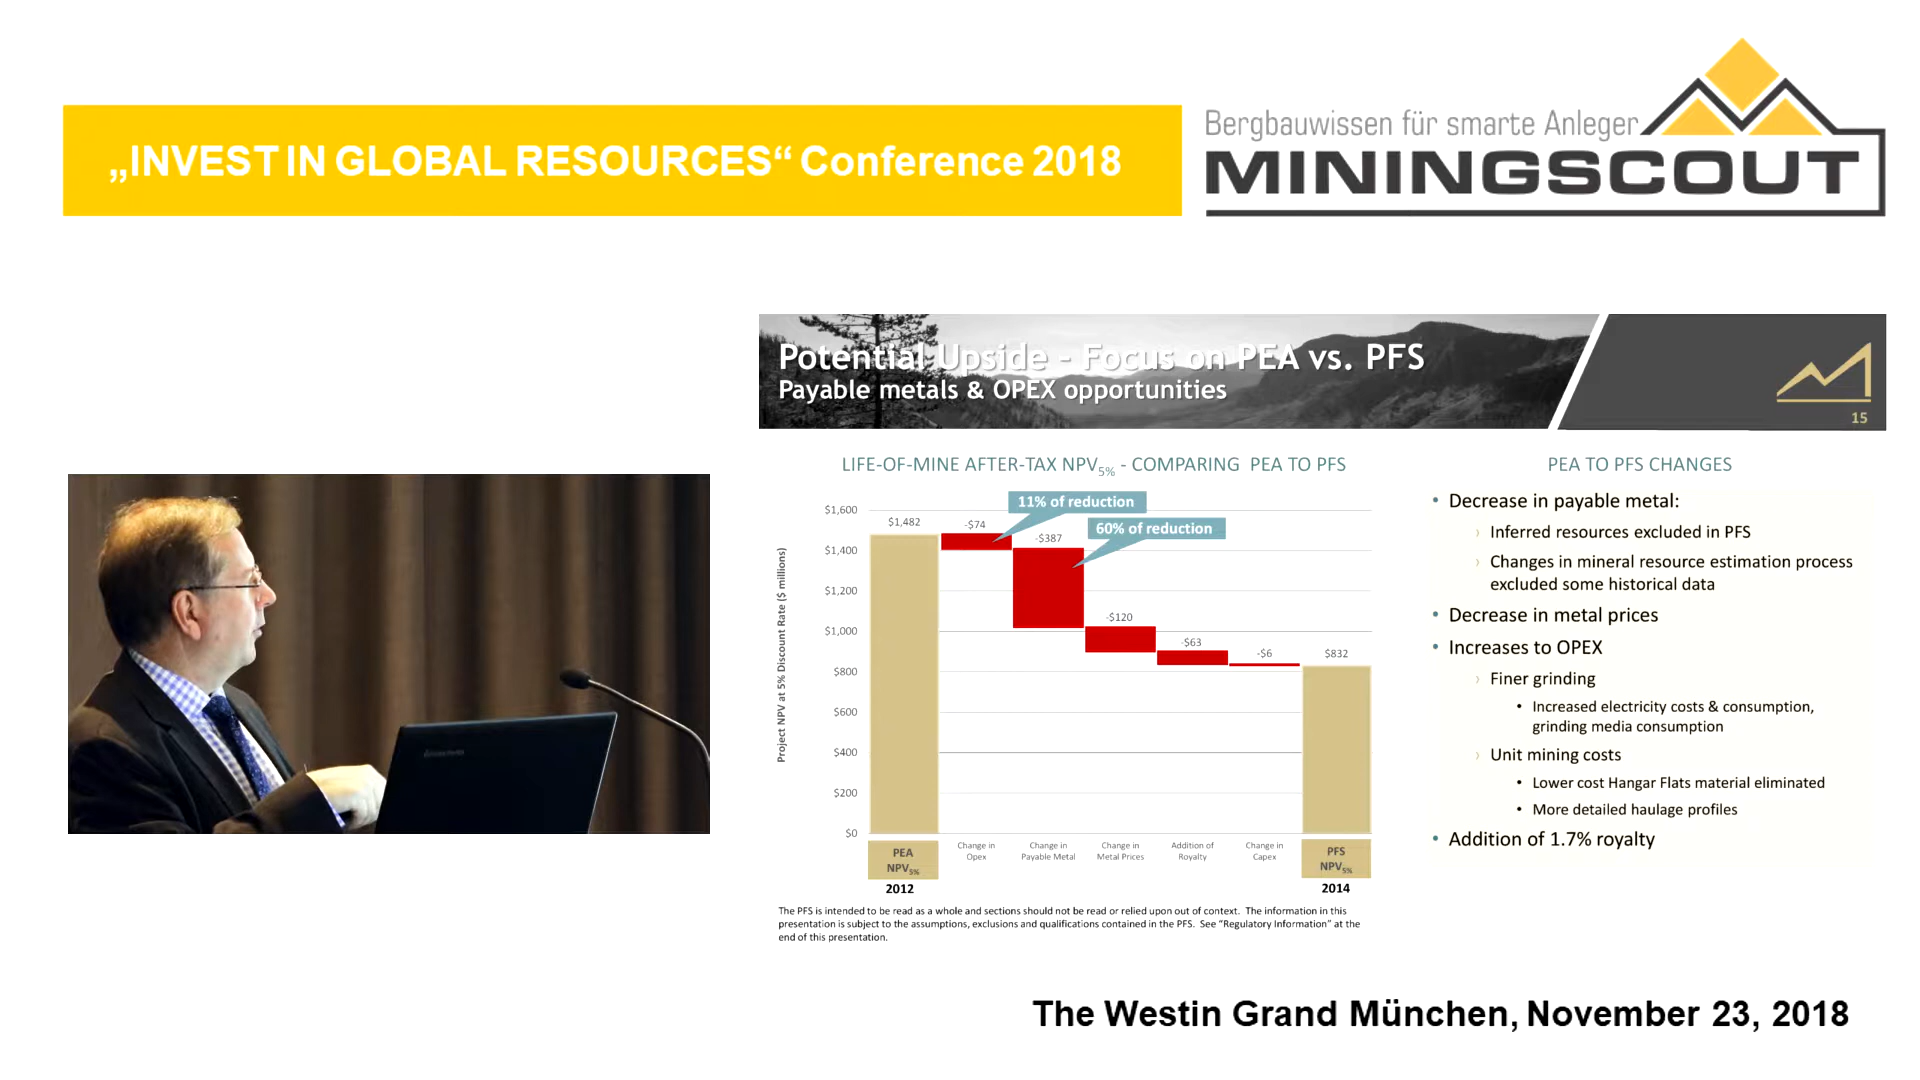 „INVEST IN GLOBAL RESOURCES“ Conference 2018
Bergbauwissen für smarte Anleger
MININGSCOUT
Potential Upside - Focus on PEA vs. PFS
Payable metals & OPEX opportunities
15
LIFE-OF-MINE AFTER-TAX NPV5% - COMPARING PEA TO PFS
Project NPV at 5% Discount Rate ($ millions)
$1,600
$1,400
$1,200
$1,000
$800
$600
$400
$200
$0
11% of reduction
60% of reduction
$1,482
-$74
-$387
-$120
-$63
-$6
$832
PEA
NPV5%
2012
Change in
Opex
Change in
Payable Metal
Change in
Metal Prices
Addition of
Royalty
Change in
Capex
PFS
NPV5%
2014
The PFS is intended to be read as a whole and sections should not be read or relied upon out of context. The information in this
presentation is subject to the assumptions, exclusions and qualifications contained in the PFS. See “Regulatory Information” at the
end of this presentation.
PEA TO PFS CHANGES
• Decrease in payable metal:
› Inferred resources excluded in PFS
› Changes in mineral resource estimation process
excluded some historical data
• Decrease in metal prices
• Increases to OPEX
› Finer grinding
• Increased electricity costs & consumption,
grinding media consumption
› Unit mining costs
• Lower cost Hangar Flats material eliminated
• More detailed haulage profiles
• Addition of 1.7% royalty
The Westin Grand München, November 23, 2018